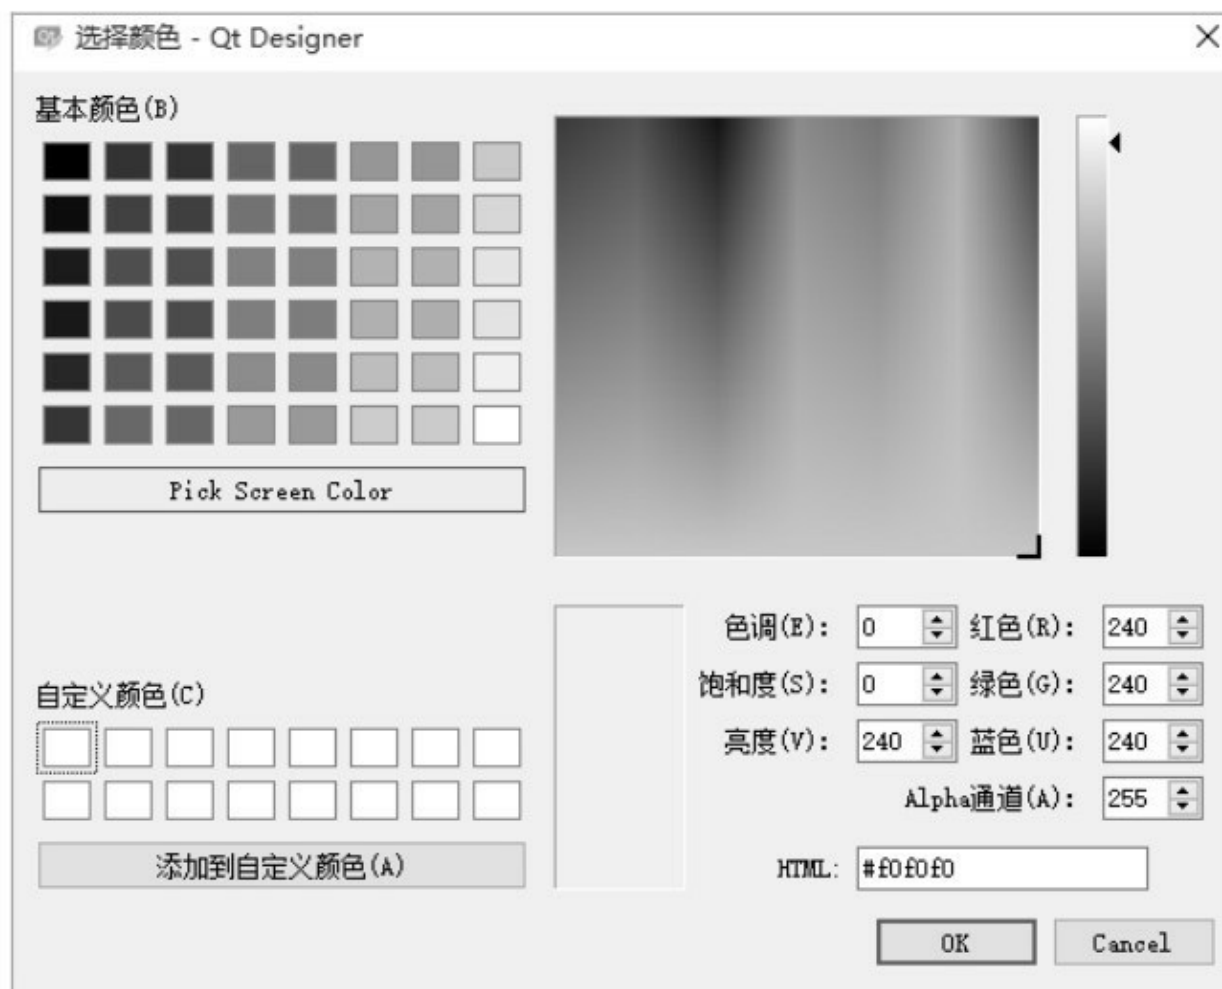 选择颜色 - Qt Designer
基本颜色(B)
Pick Screen Color
色调(E): 0 红色(R): 240
饱和度(S): 0 绿色(G): 240
自定义颜色(C)
亮度(V): 240 蓝色(U): 240
Alpha通道(A): 255
添加到自定义颜色(A)
HTML: #f0f0f0
OK Cancel